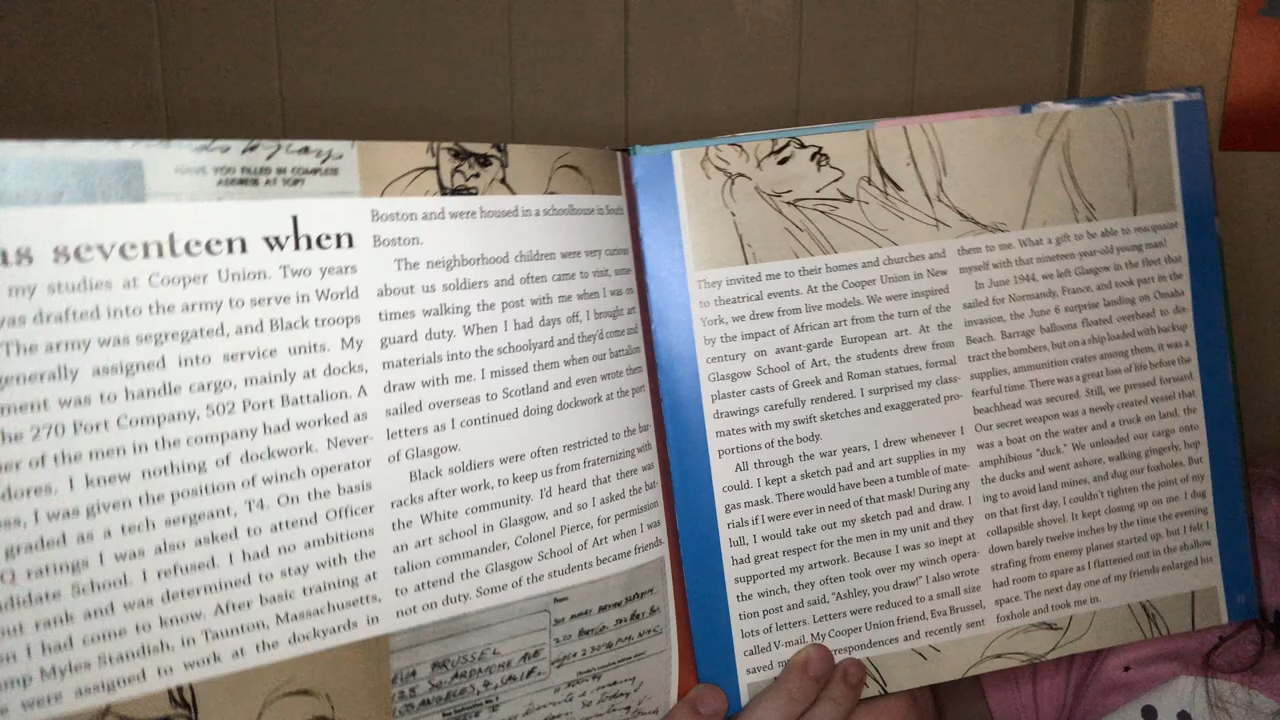 HAVE YOU FILLED IN COMPLETE
ADDRESS AT TOP?
as seventeen when
my studies at Cooper Union. Two years
was drafted into the army to serve in World
The army was segregated, and Black troops
generally assigned into service units. My
ment was to handle cargo, mainly at docks,
he 270 Port Company, 502 Port Battalion. A
er of the men in the company had worked as
dores. I knew nothing of dockwork. Never-
ss, I was given the position of winch operator
graded as a tech sergeant, T4. On the basis
Q ratings I was also asked to attend Officer
ndidate School. I refused. I had no ambitions
out rank and was determined to stay with the
n I had come to know. After basic training at
mp Myles Standish, in Taunton, Massachusetts,
e were assigned to work at the dockyards in
Boston and were housed in a schoolhouse in South
Boston.
The neighborhood children were very curious
about us soldiers and often came to visit, some-
times walking the post with me when I was on
guard duty. When I had days off, I brought art
materials into the schoolyard and they'd come and
draw with me. I missed them when our battalion
sailed overseas to Scotland and even wrote them
letters as I continued doing dockwork at the port
of Glasgow.
Black soldiers were often restricted to the bar-
racks after work, to keep us from fraternizing with
the White community. I'd heard that there was
an art school in Glasgow, and so I asked the bat-
talion commander, Colonel Pierce, for permission
to attend the Glasgow School of Art when I was
not on duty. Some of the students became friends.
EVA BRUSSEL
SO. ARDMORE AVE
LOS ANGELES, 4, CALIF.
They invited me to their homes and churches and
to theatrical events. At the Cooper Union in New
York, we drew from live models. We were inspired
by the impact of African art from the turn of the
century on avant-garde European art. At the
Glasgow School of Art, the students drew from
plaster casts of Greek and Roman statues, formal
drawings carefully rendered. I surprised my class-
mates with my swift sketches and exaggerated pro-
portions of the body.
All through the war years, I drew whenever I
could. I kept a sketch pad and art supplies in my
gas mask. There would have been a tumble of mate-
rials if I were ever in need of that mask! During any
lull, I would take out my sketch pad and draw. I
had great respect for the men in my unit and they
supported my artwork. Because I was so inept at
the winch, they often took over my winch opera-
tion post and said, "Ashley, you draw!" I also wrote
lots of letters. Letters were reduced to a small size
called V-mail. My Cooper Union friend, Eva Brussel,
saved my respondences and recently sent
them to me. What a gift to be able to reacquaint
myself with that nineteen-year-old young man!
In June 1944, we left Glasgow in the fleet that
sailed for Normandy, France, and took part in the
invasion, the June 6 surprise landing on Omaha
Beach. Barrage balloons floated overhead to dis-
tract the bombers, but on a ship loaded with backup
supplies, ammunition crates among them, it was a
fearful time. There was a great loss of life before the
beachhead was secured. Still, we pressed forward.
Our secret weapon was a newly created vessel that
was a boat on the water and a truck on land, the
amphibious "duck." We unloaded our cargo onto
the ducks and went ashore, walking gingerly, hop
ing to avoid land mines, and dug our foxholes. But
on that first day, I couldn't tighten the joint of my
collapsible shovel. It kept closing up on me. I dug
down barely twelve inches by the time the evening
strafing from enemy planes started up, but I felt I
had room to spare as I flattened out in the shallow
space. The next day one of my friends enlarged his
foxhole and took me in.